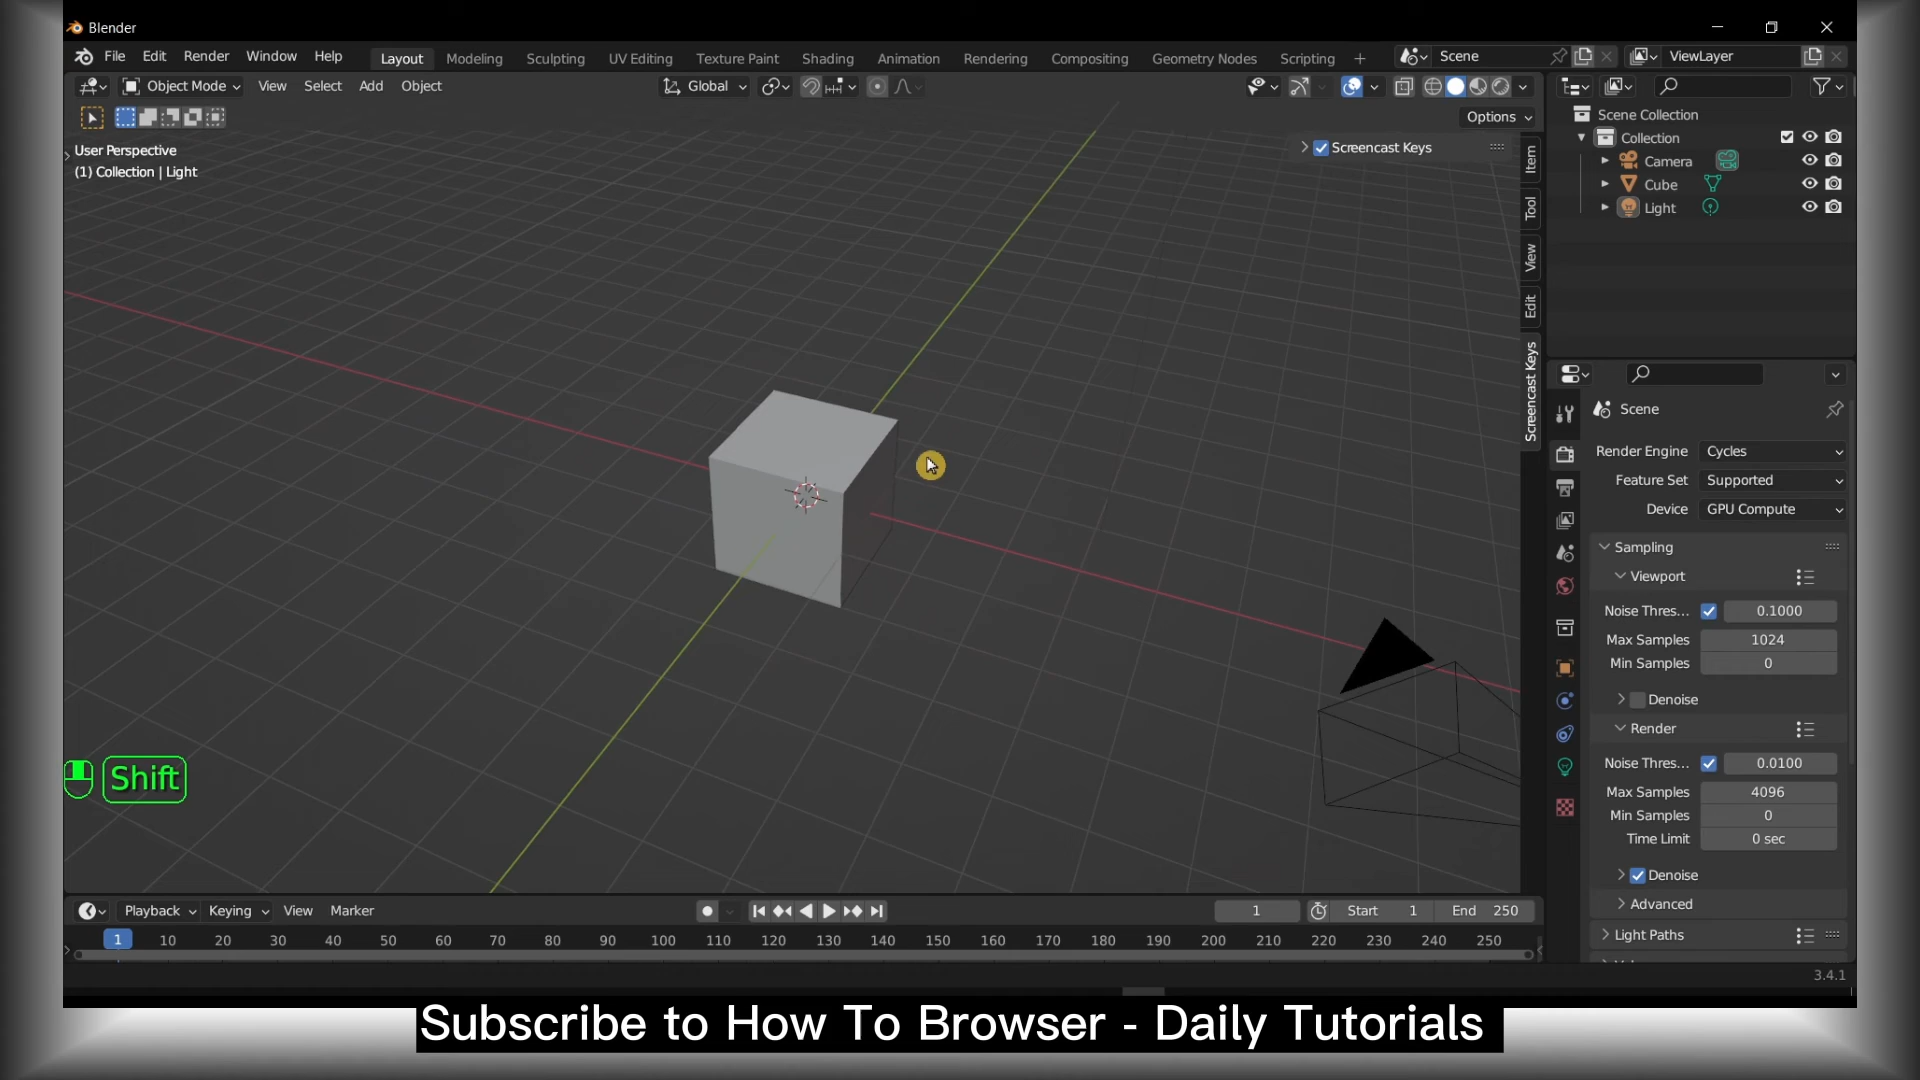 Blender
File Edit Render Window Help Layout Modeling Sculpting UV Editing Texture Paint Shading Animation Rendering Compositing Geometry Nodes Scripting + Scene ViewLayer
Object Mode View Select Add Object Global
Options
User Perspective
(1) Collection | Light
Screencast Keys
Item
Tool
View
Edit
Screencast Keys
Scene Collection
Collection
Camera
Cube
Light
Scene
Render Engine Cycles
Feature Set Supported
Device GPU Compute
Sampling
Viewport
Noise Thres... 0.1000
Max Samples 1024
Min Samples 0
Denoise
Render
Noise Thres... 0.0100
Max Samples 4096
Min Samples 0
Time Limit 0 sec
Denoise
Advanced
Light Paths
Shift
Playback Keying View Marker 1 Start 1 End 250
1 10 20 30 40 50 60 70 80 90 100 110 120 130 140 150 160 170 180 190 200 210 220 230 240 250
3.4.1
Subscribe to How To Browser - Daily Tutorials